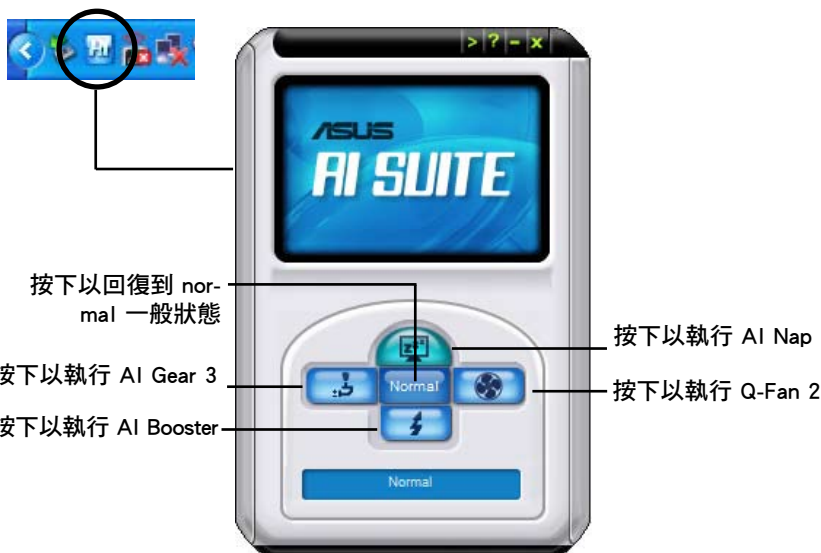 Ai
> ? - x
ASUS
AI SUITE
按下以回復到 nor-
mal 一般狀態
按下以執行 AI Nap
按下以執行 AI Gear 3
Normal
按下以執行 Q-Fan 2
按下以執行 AI Booster
Normal